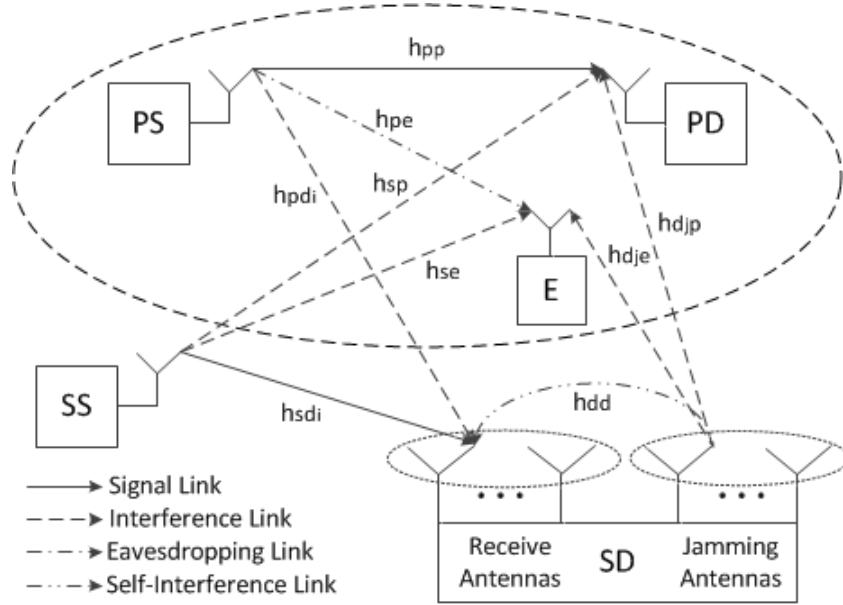 hpp
PS
PD
hpe
hsp
hpdi
hdjp
hdje
hse
E
SS
hsdi
hdd
Signal Link
Interference Link
Eavesdropping Link
Self-Interference Link
• • •
• • •
Receive Antennas
SD
Jamming Antennas